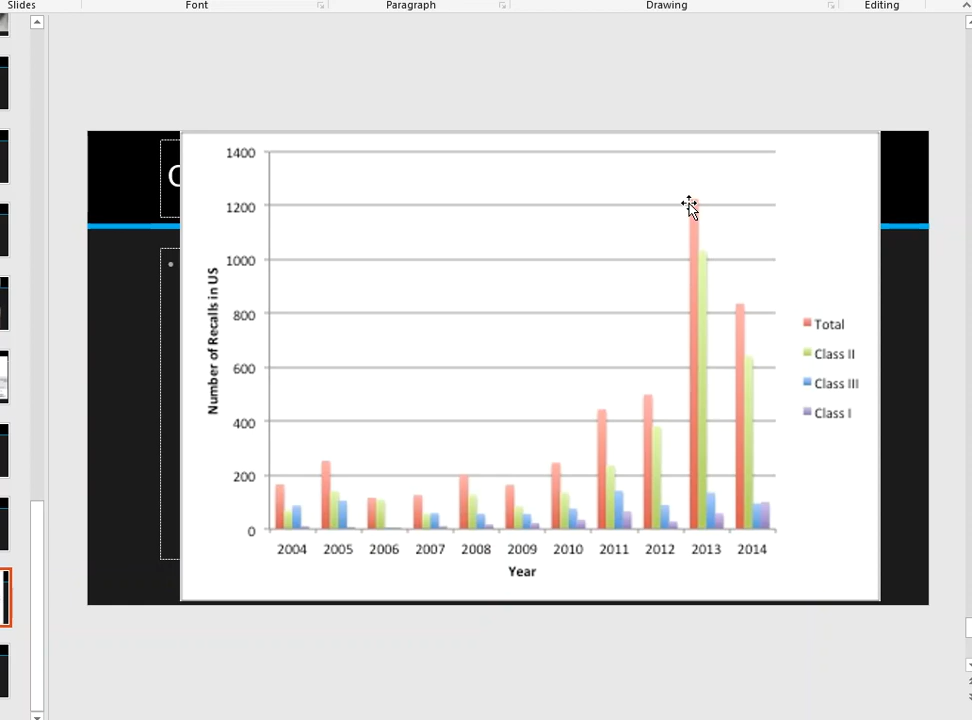 Slides Font Paragraph Drawing Editing
1400
1200
1000
800
600
400
200
0
Number of Recalls in US
2004 2005 2006 2007 2008 2009 2010 2011 2012 2013 2014
Year
Total
Class II
Class III
Class I